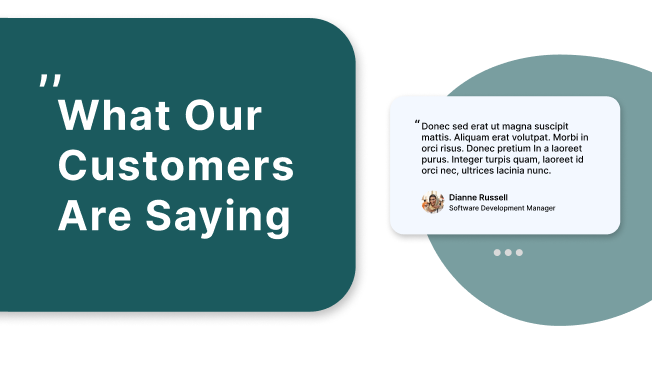 "
What Our
Customers
Are Saying
“ Donec sed erat ut magna suscipit
mattis. Aliquam erat volutpat. Morbi in
orci risus. Donec pretium In a laoreet
purus. Integer turpis quam, laoreet id
orci nec, ultrices lacinia nunc.
Dianne Russell
Software Development Manager